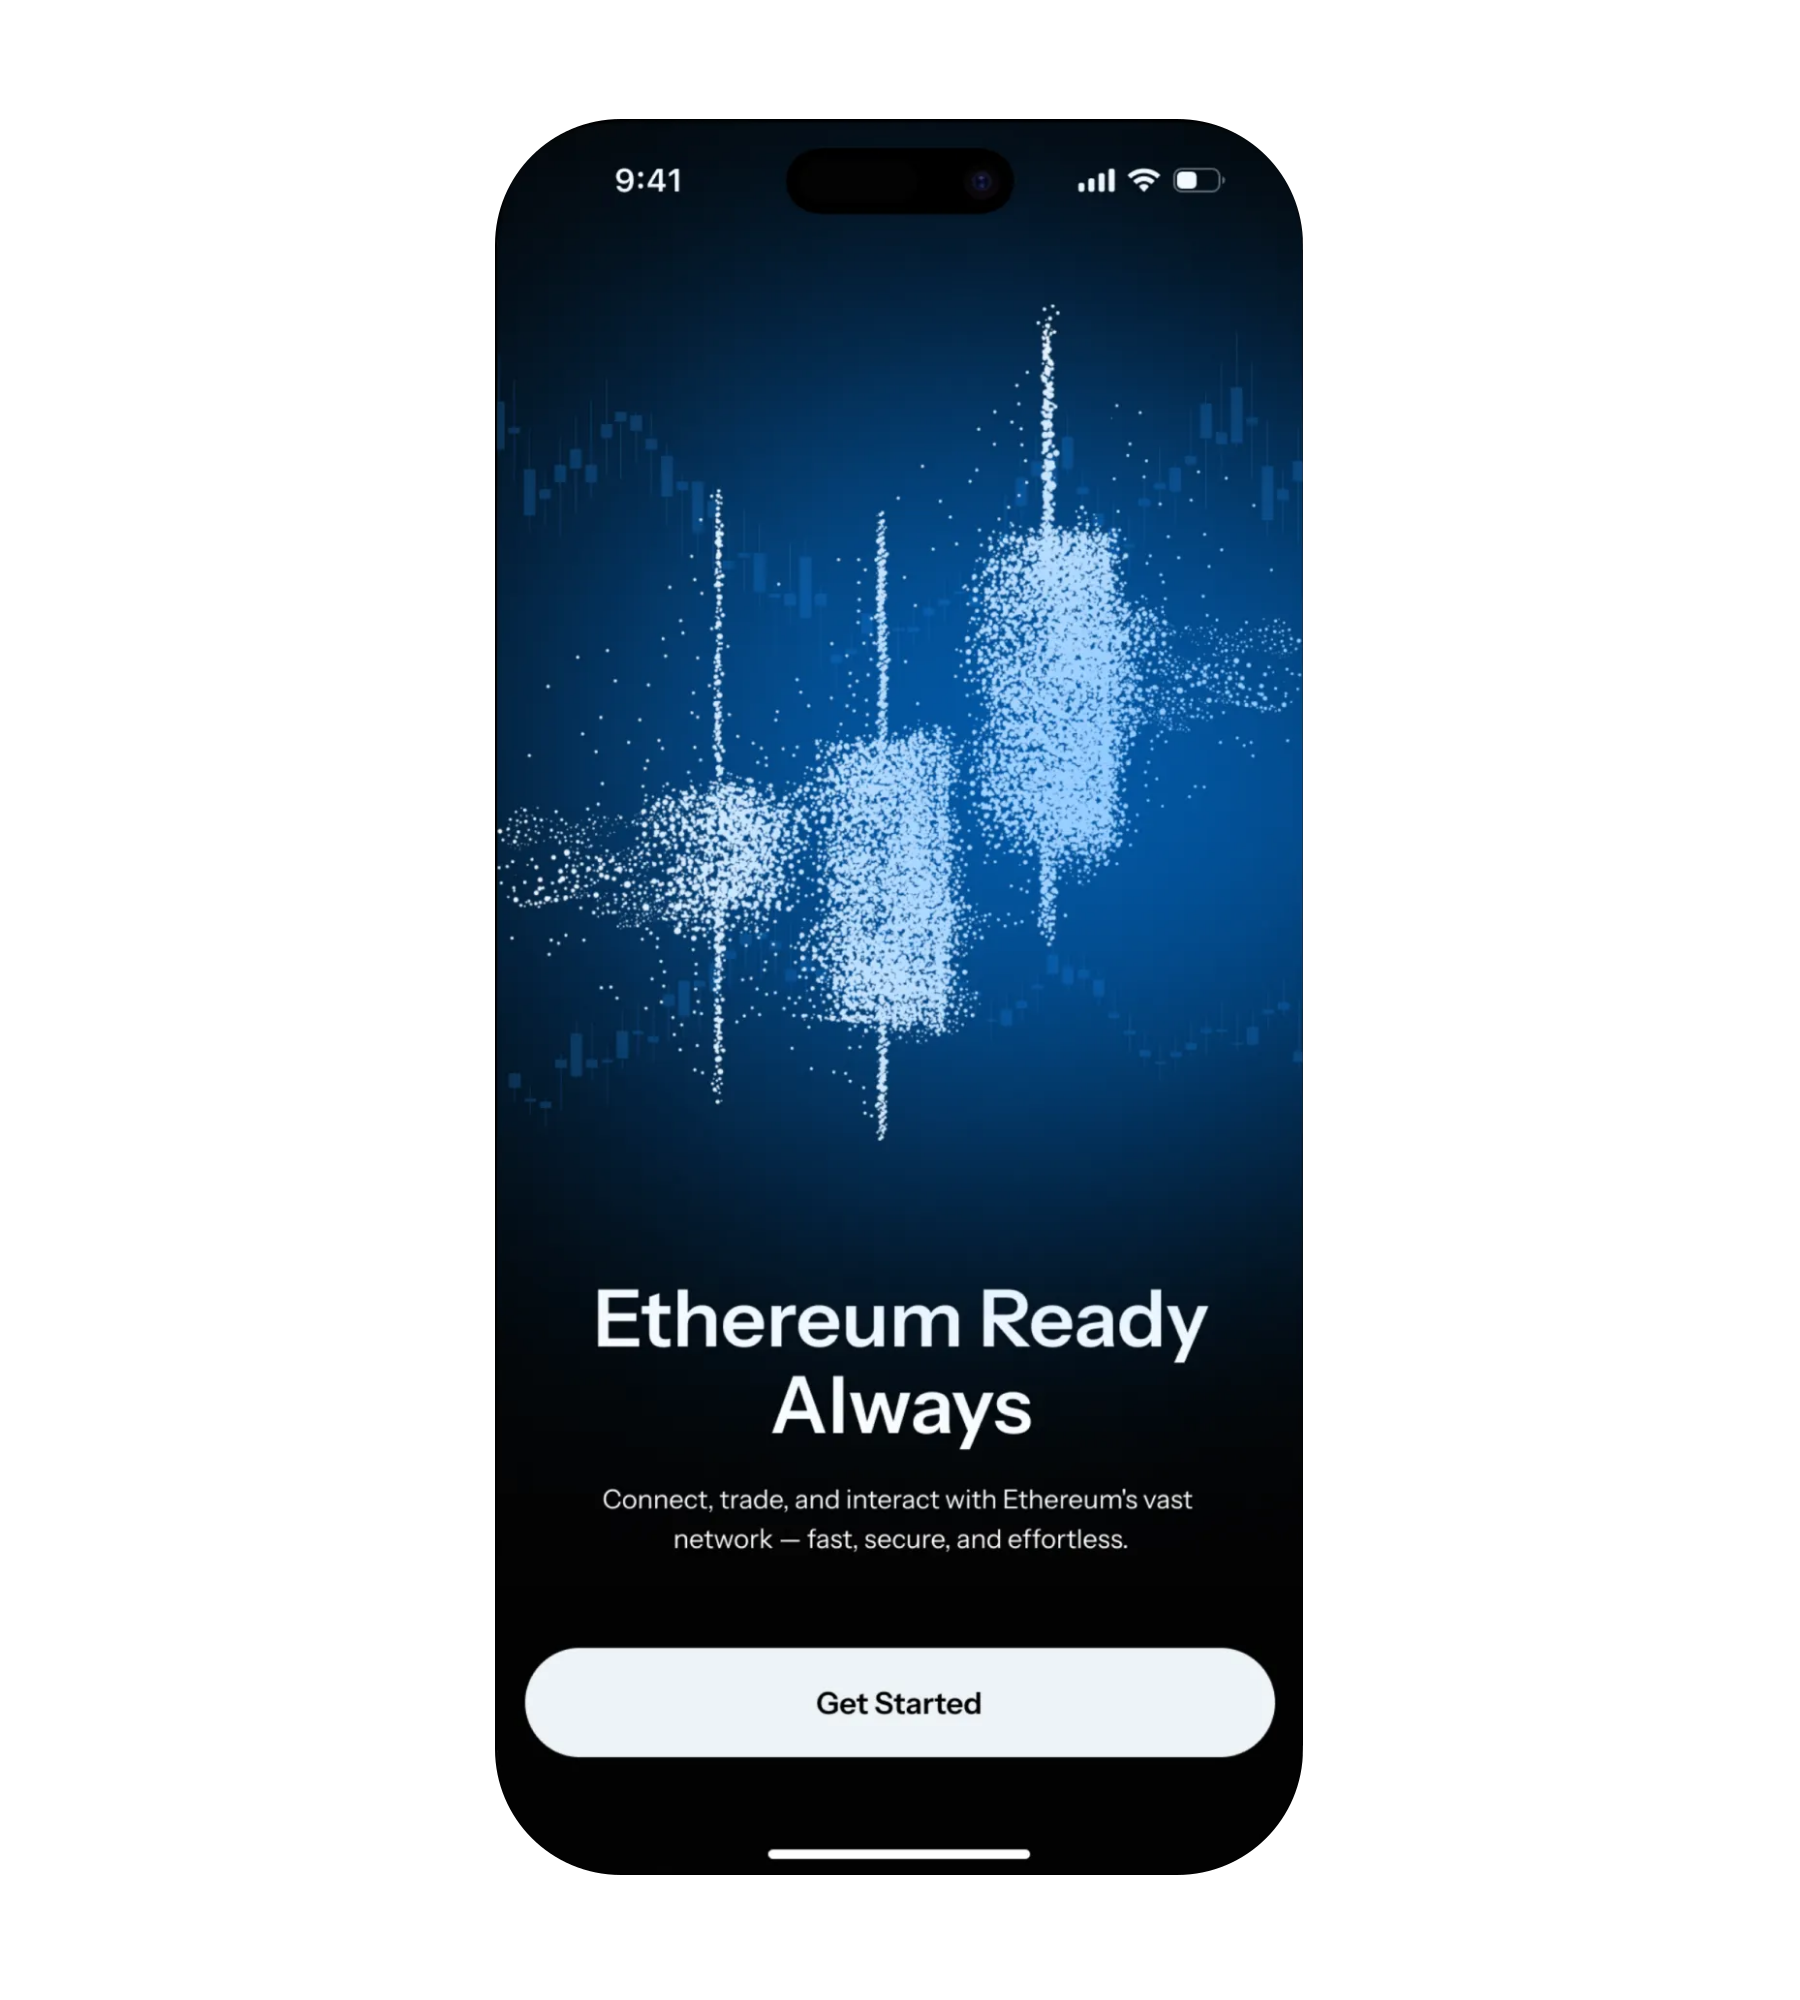 9:41
Ethereum Ready
Always
Connect, trade, and interact with Ethereum's vast
network — fast, secure, and effortless.
Get Started